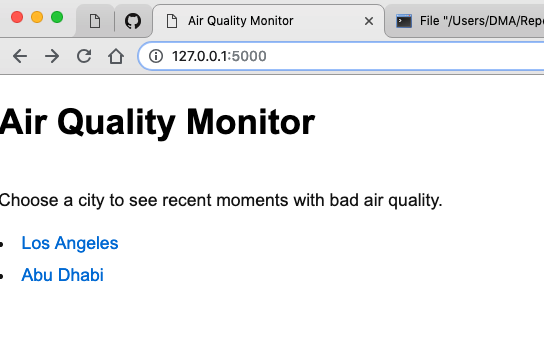 Air Quality Monitor
File "/Users/DMA/Rep
127.0.0.1:5000
Air Quality Monitor
Choose a city to see recent moments with bad air quality.
Los Angeles
Abu Dhabi